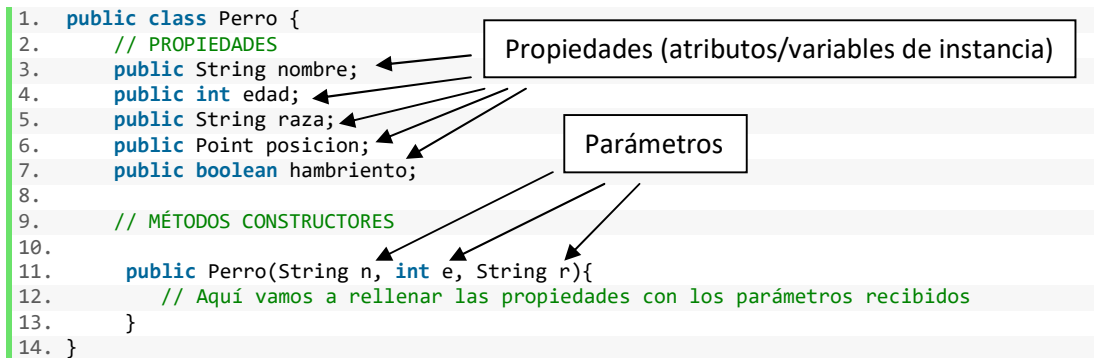 1. public class Perro {
2. // PROPIEDADES
Propiedades (atributos/variables de instancia)
3. public String nombre;
4. public int edad;
5. public String raza;
6. public Point posicion;
Parámetros
7. public boolean hambriento;
8.
9. // MÉTODOS CONSTRUCTORES
10.
11. public Perro(String n, int e, String r){
12. // Aquí vamos a rellenar las propiedades con los parámetros recibidos
13. }
14. }